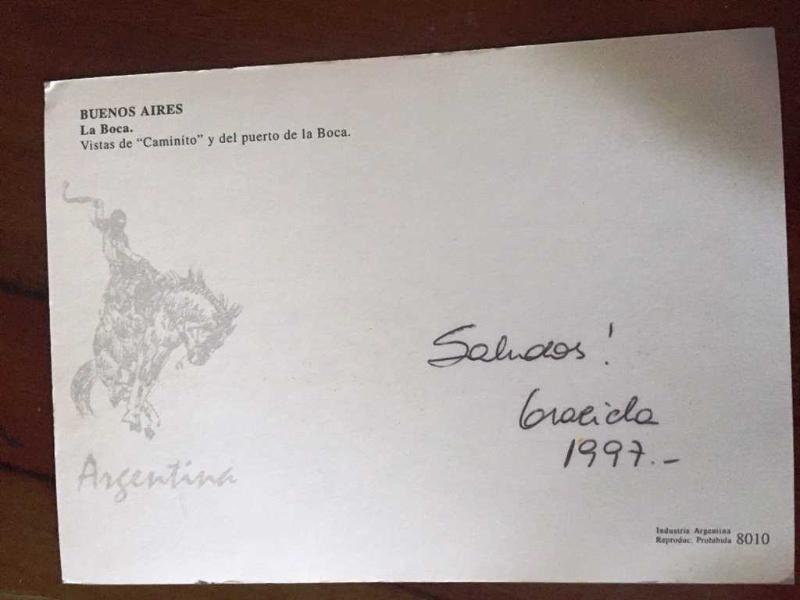 BUENOS AIRES
La Boca.
Vistas de "Caminito" y del puerto de la Boca.
Argentina
Saludos!
Graciela
1997.-
Industria Argentina
Reproduc. Prohibida 8010